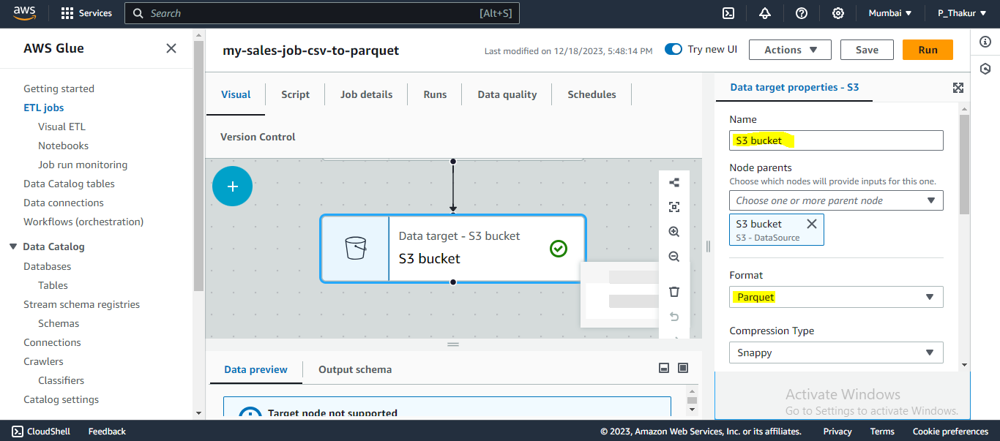 aws
Services
Search
[Alt+S]
Mumbai
P_Thakur
AWS Glue
Getting started
ETL jobs
Visual ETL
Notebooks
Job run monitoring
Data Catalog tables
Data connections
Workflows (orchestration)
Data Catalog
Databases
Tables
Stream schema registries
Schemas
Connections
Crawlers
Classifiers
Catalog settings
my-sales-job-csv-to-parquet
Last modified on 12/18/2023, 5:48:14 PM
Try new UI
Actions
Save
Run
Visual
Script
Job details
Runs
Data quality
Schedules
Version Control
Data target - S3 bucket
S3 bucket
Data preview
Output schema
Target node not supported
Data target properties - S3
Name
S3 bucket
Node parents
Choose which nodes will provide inputs for this one.
Choose one or more parent node
S3 bucket
S3 - DataSource
Format
Parquet
Compression Type
Snappy
Activate Windows
Go to Settings to activate Windows.
CloudShell
Feedback
© 2023, Amazon Web Services, Inc. or its affiliates.
Privacy
Terms
Cookie preferences